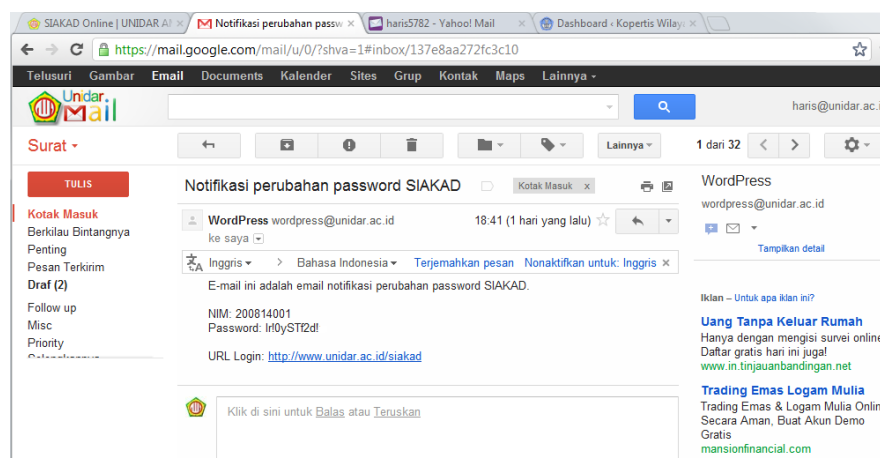 SIAKAD Online | UNIDAR A
Notifikasi perubahan passw
haris5782 - Yahoo! Mail
Dashboard ‹ Kopertis Wilay
https://mail.google.com/mail/u/0/?shva=1#inbox/137e8aa272fc3c10
Telusuri Gambar Email Documents Kalender Sites Grup Kontak Maps Lainnya
Unidar
Mail
haris@unidar.ac.i
Surat
Lainnya
1 dari 32
TULIS
Kotak Masuk
Berkilau Bintangnya
Penting
Pesan Terkirim
Draf (2)
Follow up
Misc
Priority
Notifikasi perubahan password SIAKAD
Kotak Masuk x
WordPress wordpress@unidar.ac.id
18:41 (1 hari yang lalu)
ke saya
Inggris > Bahasa Indonesia Terjemahkan pesan Nonaktifkan untuk: Inggris ×
E-mail ini adalah email notifikasi perubahan password SIAKAD.
NIM: 200814001
Password: Ir0ySTf2d!
URL Login: http://www.unidar.ac.id/siakad
Klik di sini untuk Balas atau Teruskan
WordPress
wordpress@unidar.ac.id
Tampilkan detail
Iklan – Untuk apa iklan ini?
Uang Tanpa Keluar Rumah
Hanya dengan mengisi survei online
Daftar gratis hari ini juga!
www.in.tinjauanbandingan.net
Trading Emas Logam Mulia
Trading Emas & Logam Mulia Onlin
Secara Aman, Buat Akun Demo
Gratis
mansionfinancial.com